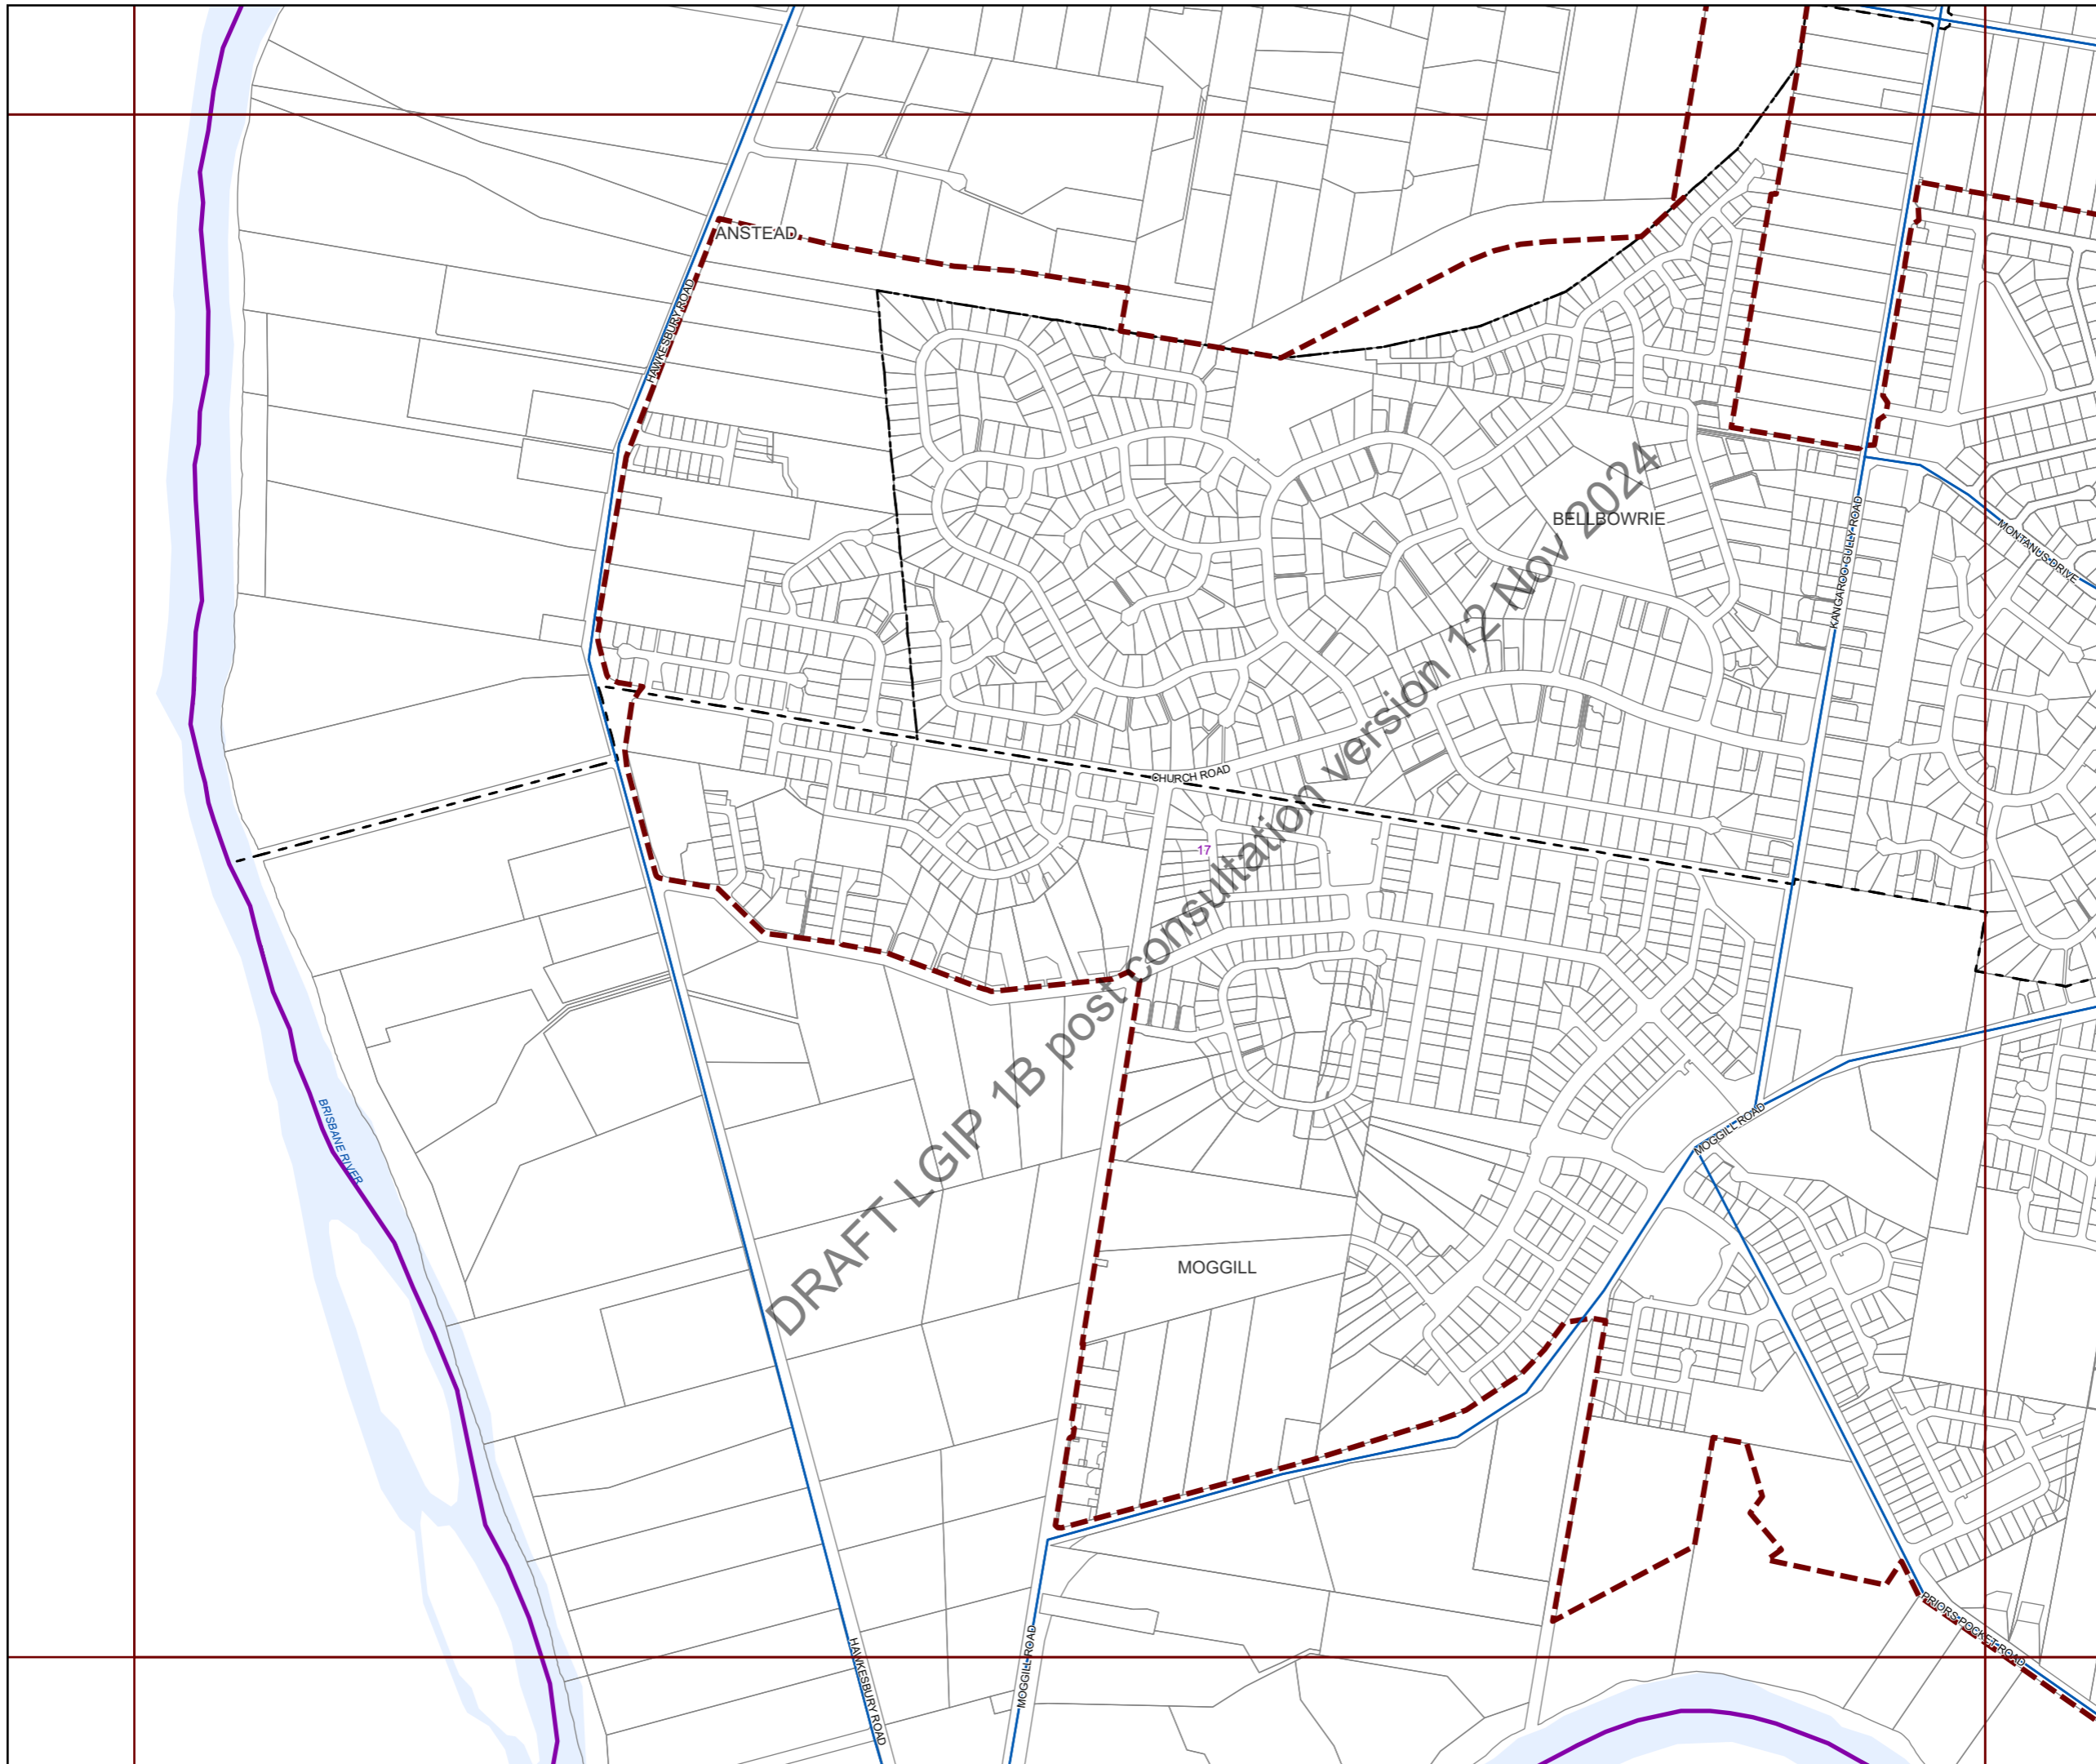 ANSTEAD
HAWKESBURY ROAD
BELLBOWRIE
KANGAROO GULLY ROAD
MONTANUS DRIVE
CHURCH ROAD
17
DRAFT LGIP 1B post consultation version 12 Nov 2024
BRISBANE RIVER
MOGGILL ROAD
MOGGILL
PRIORS POCKET ROAD
HAWKESBURY ROAD
MOGGILL ROAD